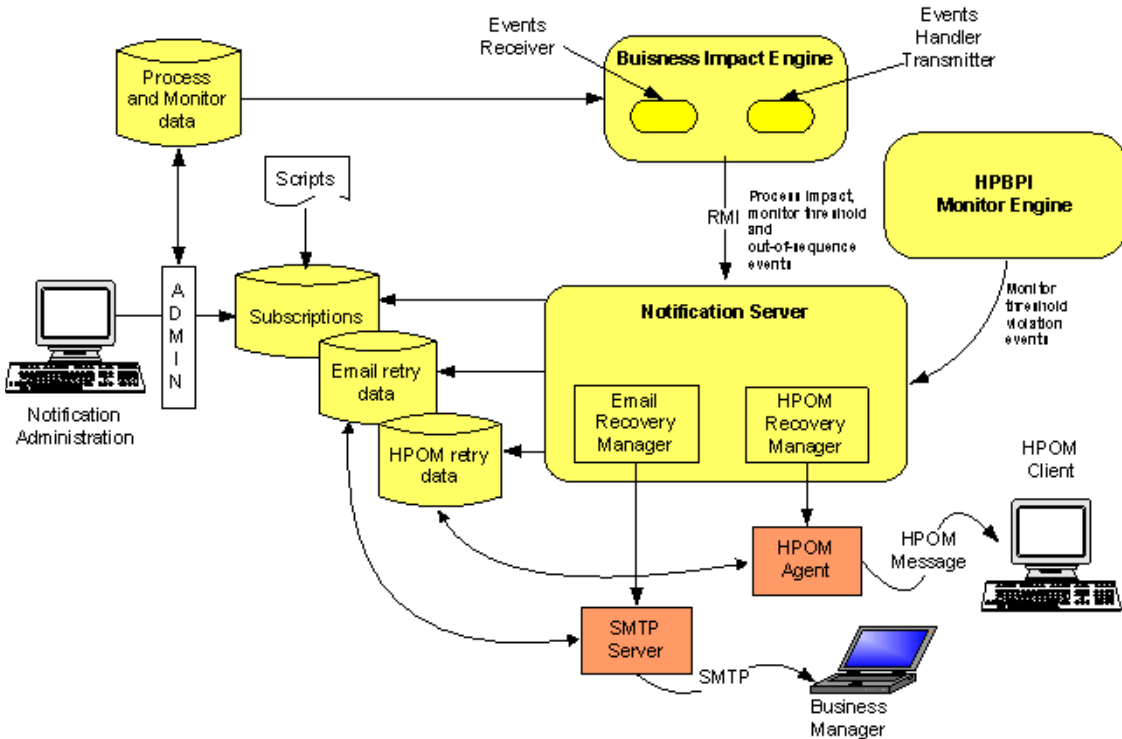 Events
Receiver
Events
Handler
Transmitter
Buisness Impact Engine
Process
and Monitor
data
Scripts
HPBPI
Monitor Engine
RMI
Process impact,
monitor threshold
and
out-of-sequence
events
ADMIN
Subscriptions
Notification Server
Monitor
threshold
violation
events
Email retry
data
Email
Recovery
Manager
HPOM
Recovery
Manager
Notification
Administration
HPOM retry
data
HPOM
Client
HPOM
Agent
HPOM
Message
SMTP
Server
SMTP
Business
Manager